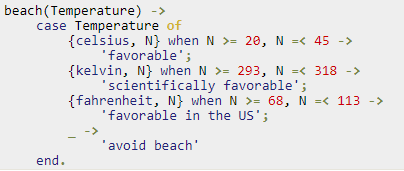 beach(Temperature) ->
    case Temperature of
        {celsius, N} when N >= 20, N =< 45 ->
            'favorable';
        {kelvin, N} when N >= 293, N =< 318 ->
            'scientifically favorable';
        {fahrenheit, N} when N >= 68, N =< 113 ->
            'favorable in the US';
        _ ->
            'avoid beach'
    end.